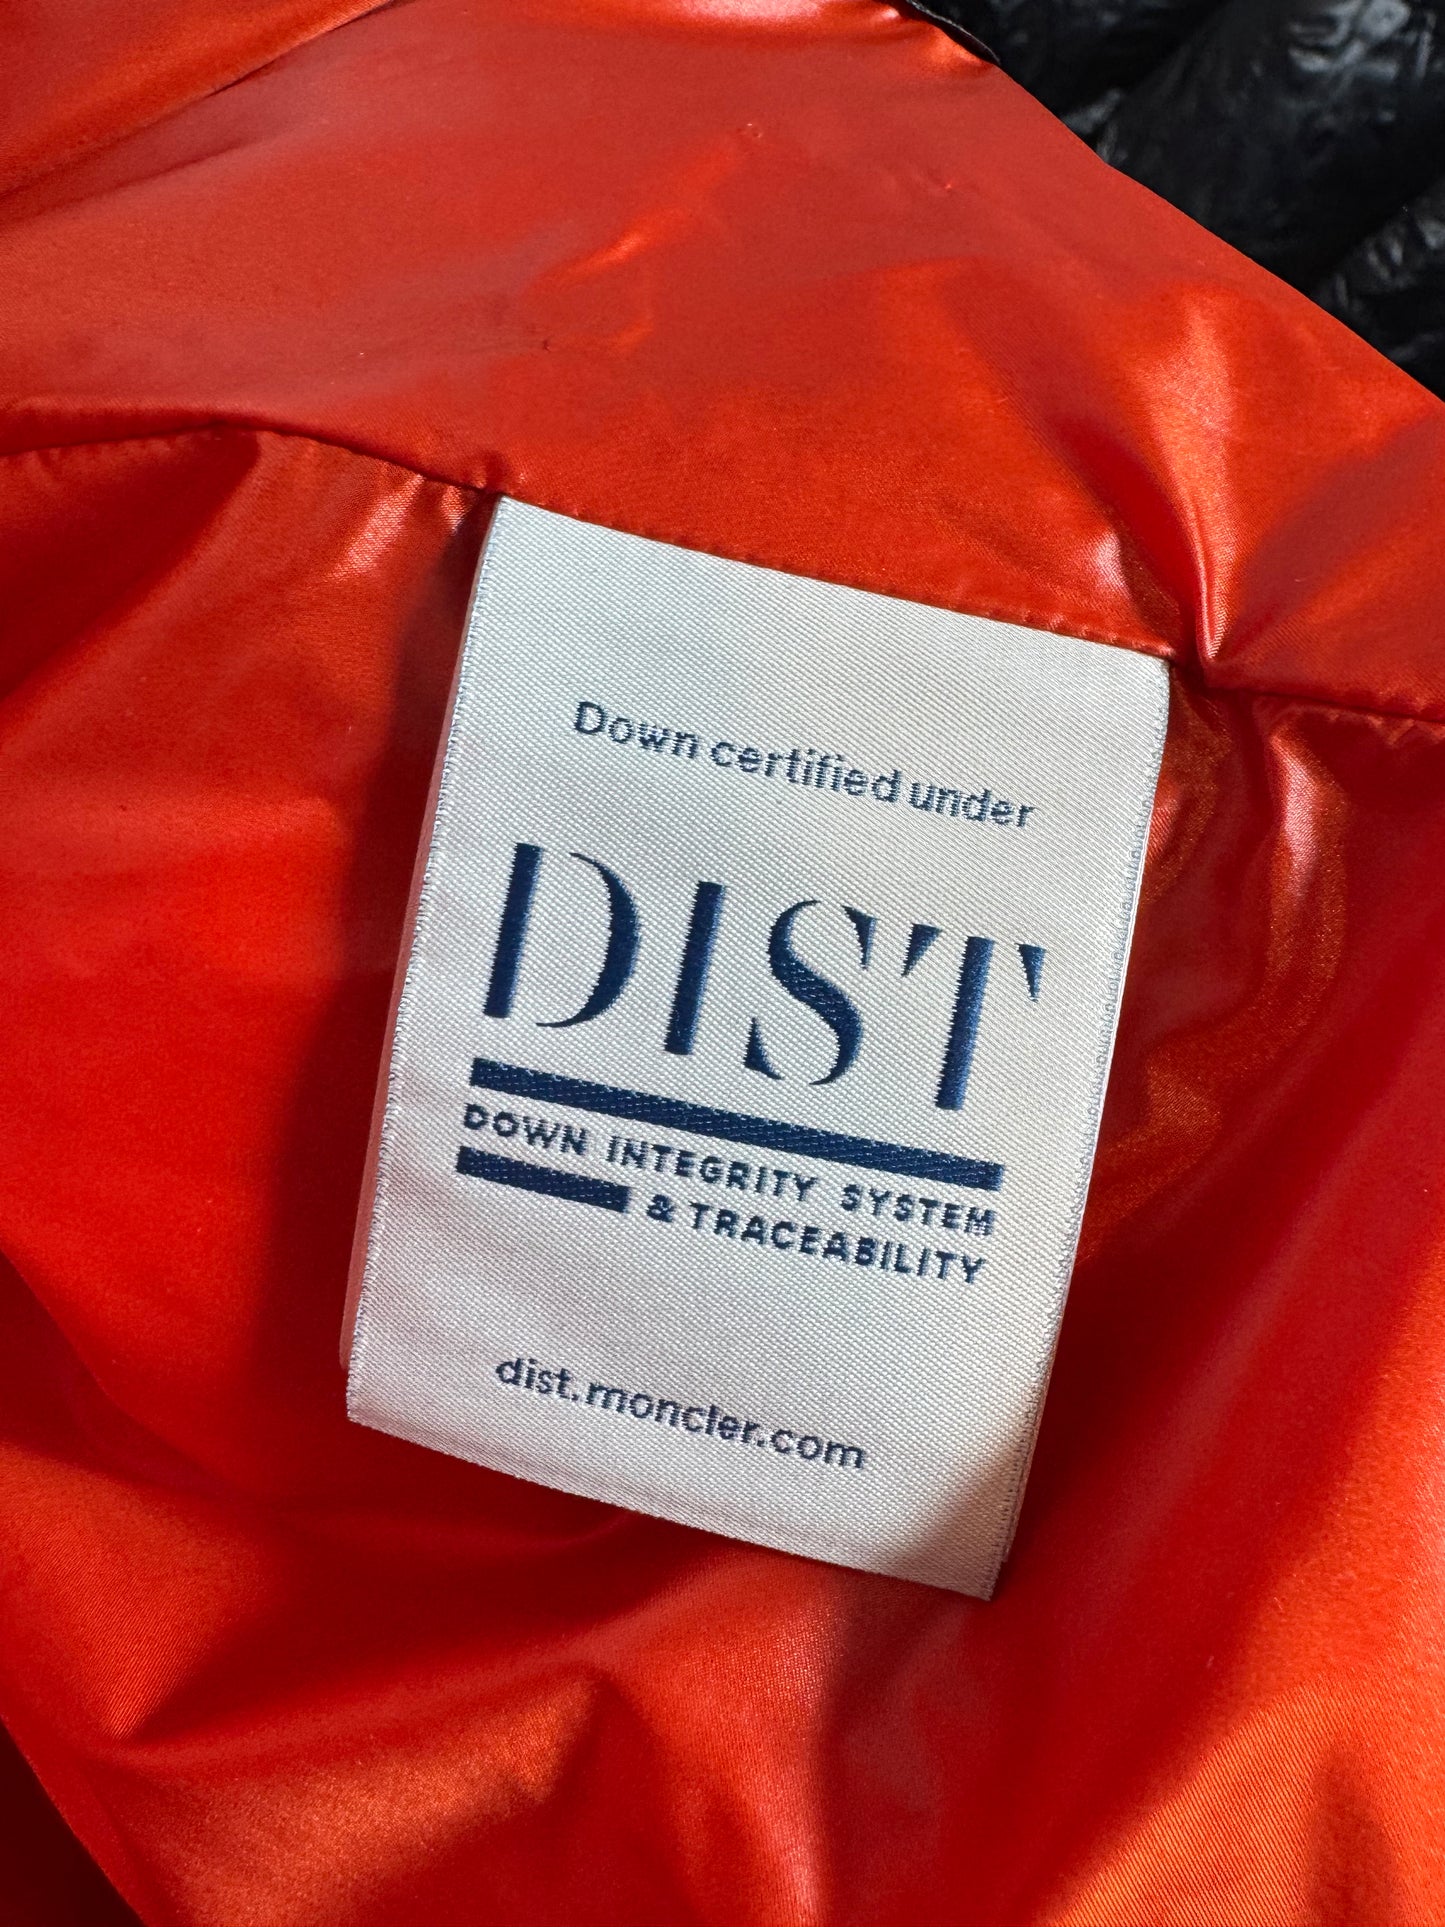 Down certified under
DIST
DOWN INTEGRITY SYSTEM
& TRACEABILITY
dist.moncler.com